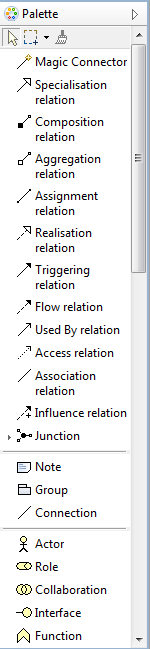 Palette
Magic Connector
Specialisation
relation
Composition
relation
Aggregation
relation
Assignment
relation
Realisation
relation
Triggering
relation
Flow relation
Used By relation
Access relation
Association
relation
Influence relation
Junction
Note
Group
Connection
Actor
Role
Collaboration
Interface
Function